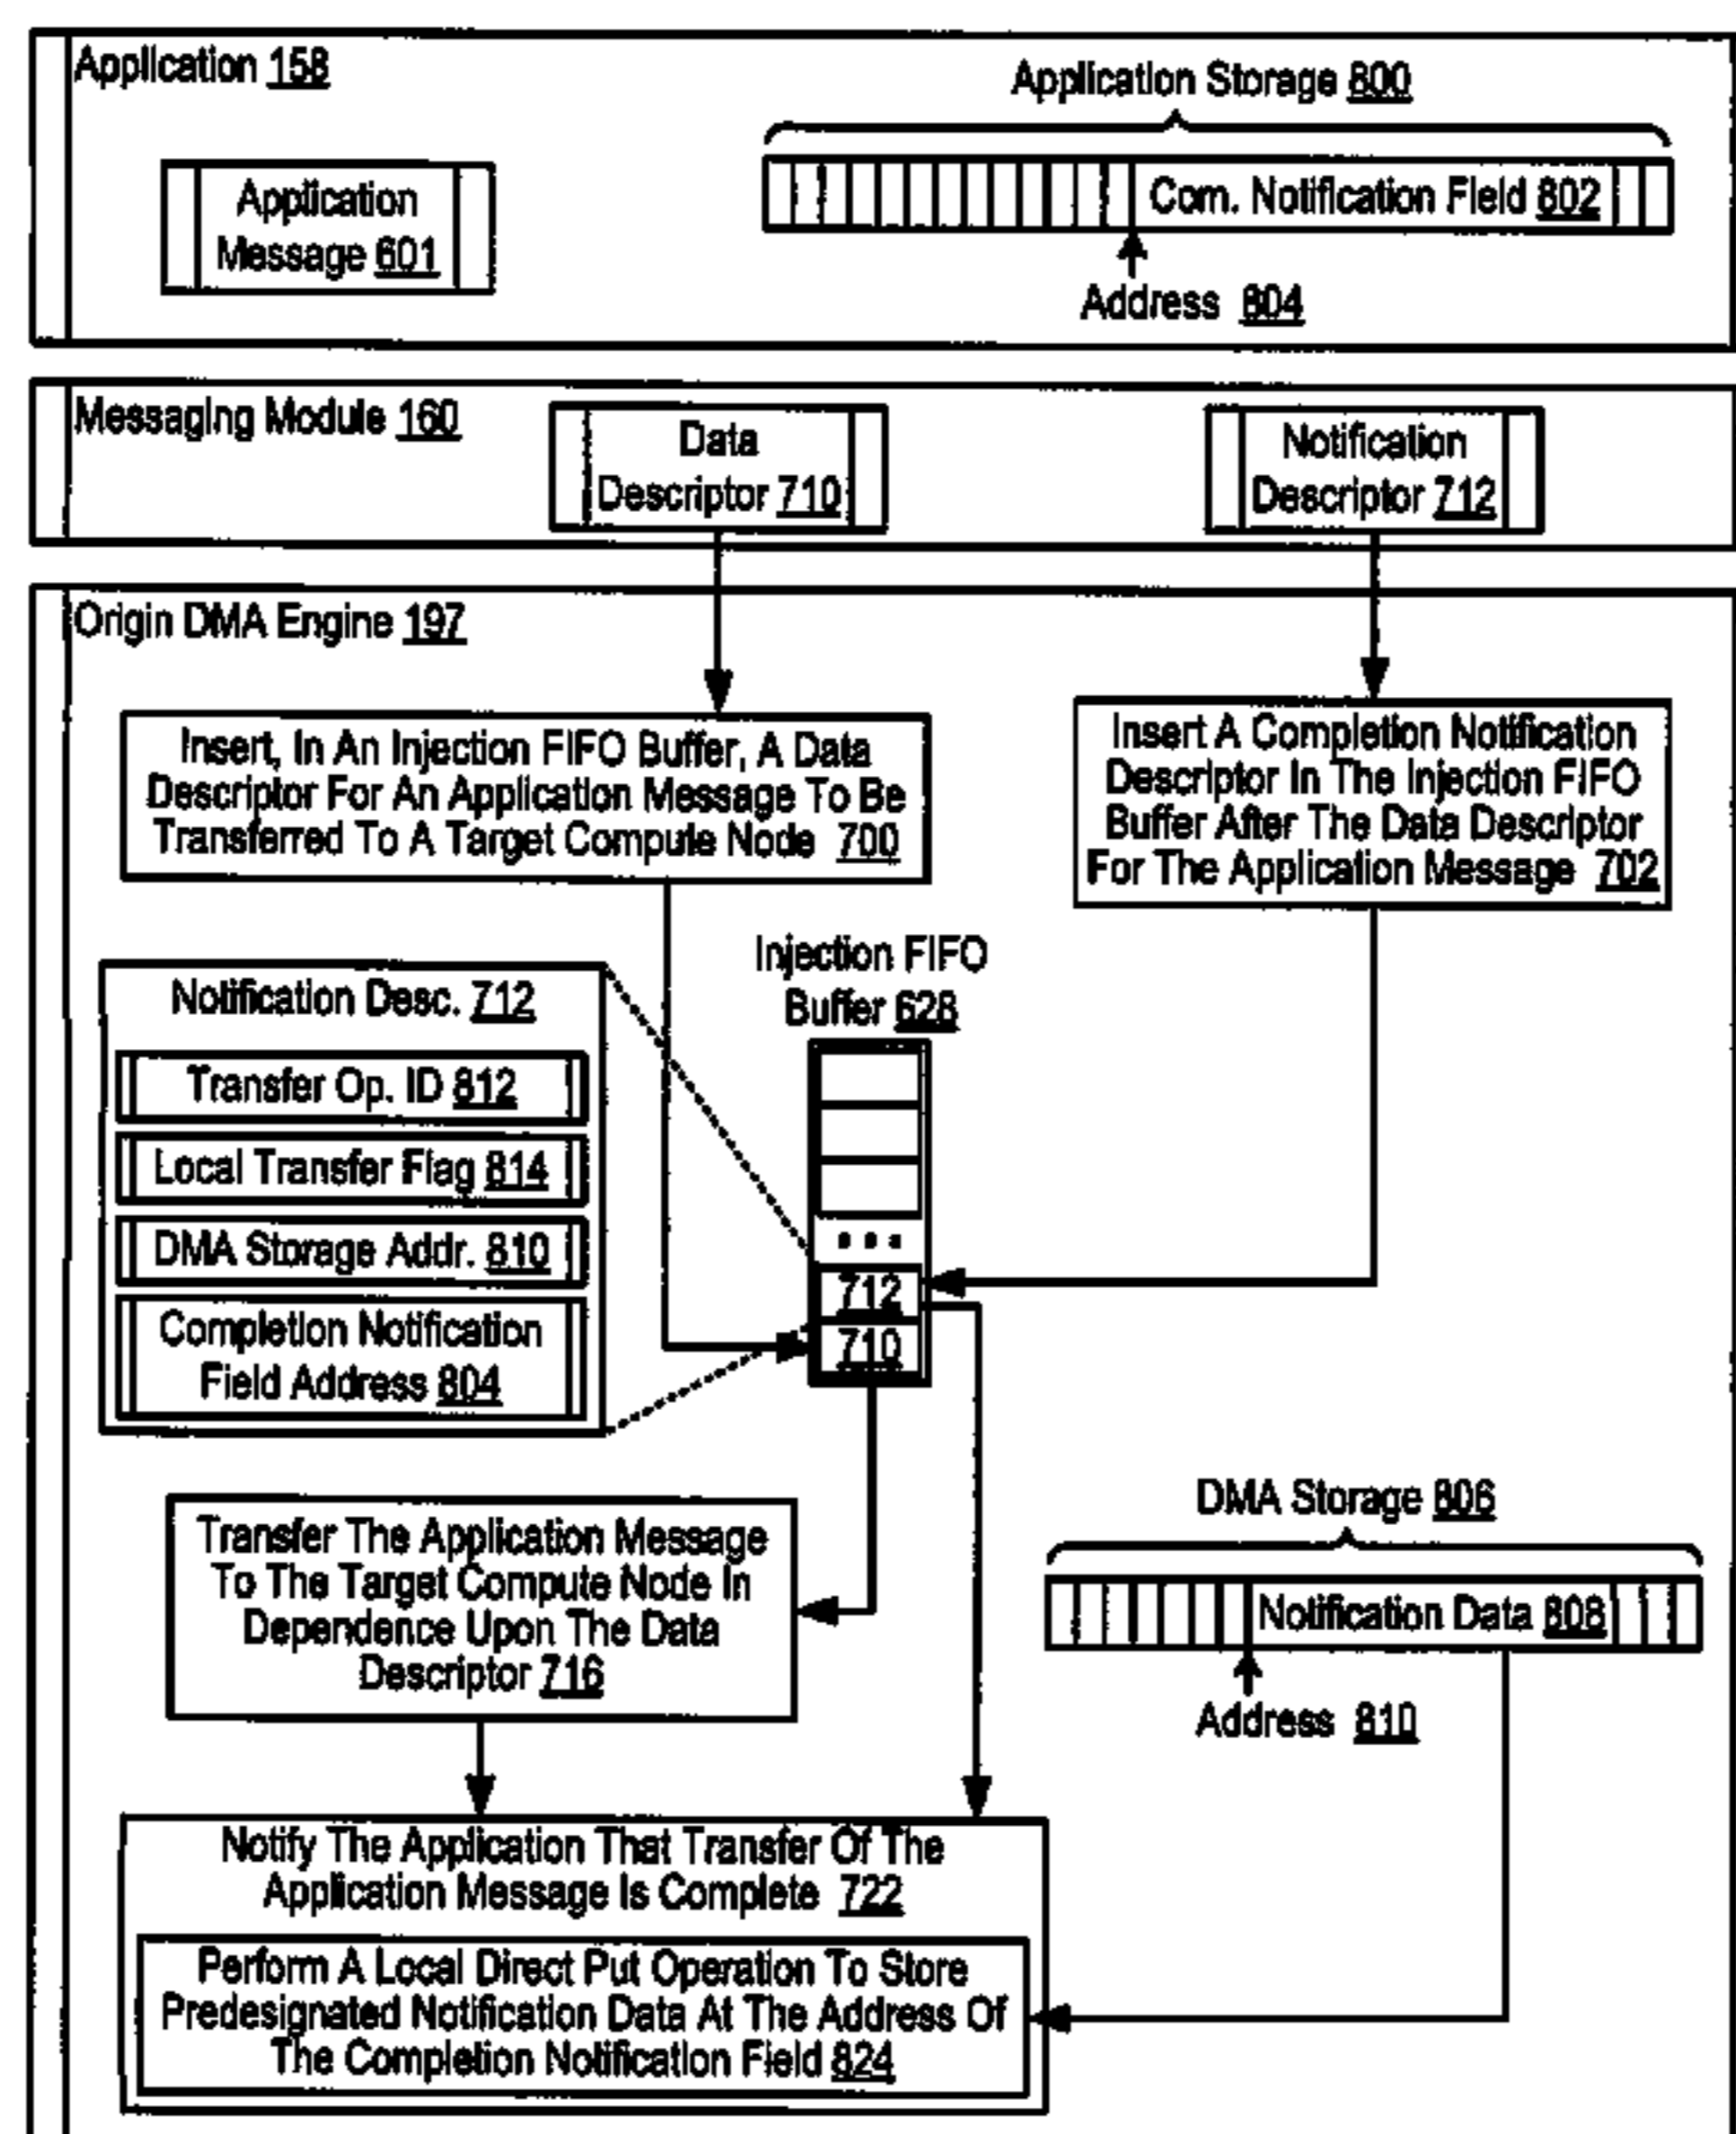 Application 158
Application Storage 800
Application
Message 601
Com. Notification Field 802
Address 804
Messaging Module 160
Data
Descriptor 710
Notification
Descriptor 712
Origin DMA Engine 197
Insert, In An Injection FIFO Buffer, A Data
Descriptor For An Application Message To Be
Transferred To A Target Compute Node 700
Insert A Completion Notification
Descriptor In The Injection FIFO
Buffer After The Data Descriptor
For The Application Message 702
Injection FIFO
Buffer 628
Notification Desc. 712
Transfer Op. ID 812
Local Transfer Flag 814
DMA Storage Addr. 810
Completion Notification
Field Address 804
• • •
712
710
Transfer The Application Message
To The Target Compute Node In
Dependence Upon The Data
Descriptor 716
DMA Storage 806
Notification Data 808
Address 810
Notify The Application That Transfer Of The
Application Message Is Complete 722
Perform A Local Direct Put Operation To Store
Predesignated Notification Data At The Address Of
The Completion Notification Field 824